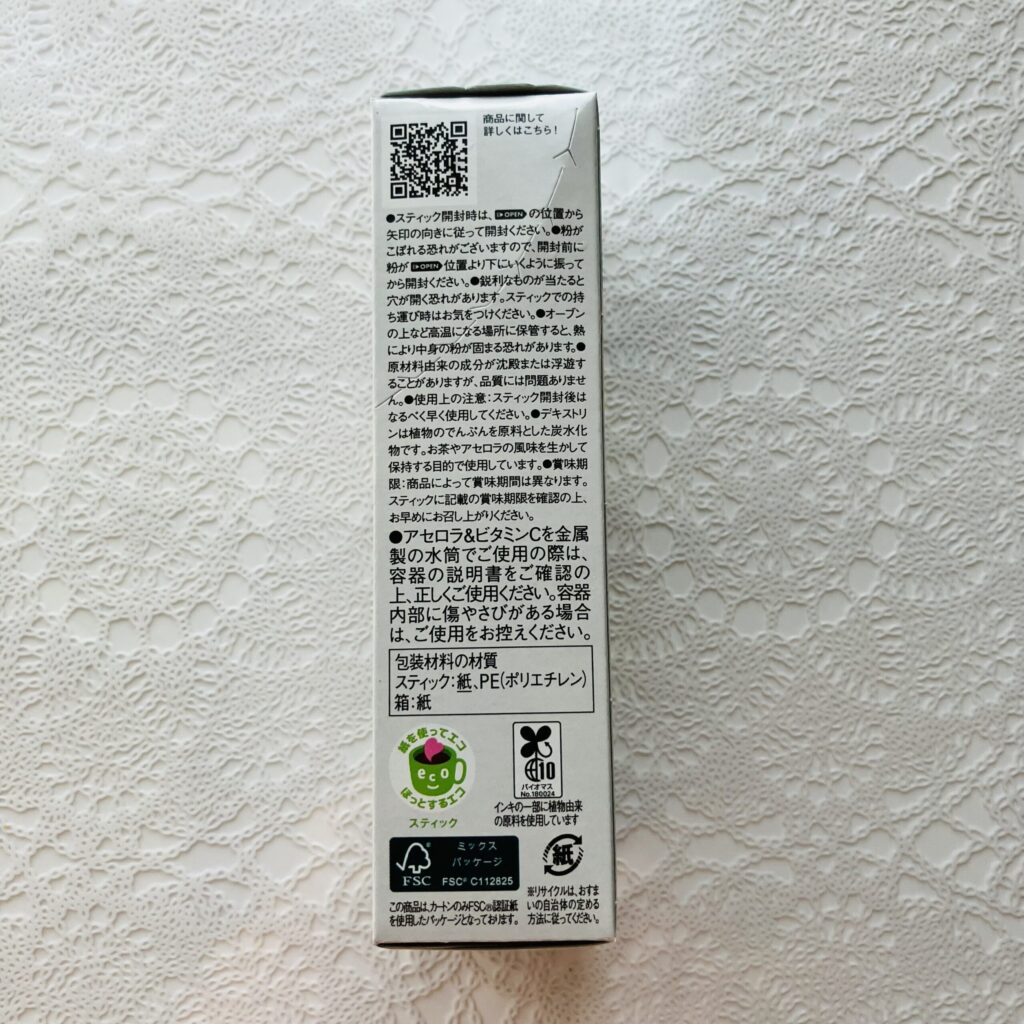 商品に関して
詳しくはこちら!
●スティック開封時は、OPENの位置から
矢印の向きに従って開封ください。●粉が
こぼれる恐れがございますので、開封前に
粉がOPEN位置より下にいくように振って
から開封ください。●鋭利なものが当たると
穴が開く恐れがあります。スティックでの持
ち運び時はお気をつけください。●オーブン
の上など高温になる場所に保管すると、熱
により中身の粉が固まる恐れがあります。●
原材料由来の成分が沈殿または浮遊す
ることがありますが、品質には問題ありませ
ん。●使用上の注意:スティック開封後は
なるべく早く使用してください。●デキストリ
ンは植物のでんぷんを原料とした炭水化
物です。お茶やアセロラの風味を生かして
保持する目的で使用しています。●賞味期
限:商品によって賞味期間は異なります。
スティックに記載の賞味期限を確認の上、
お早めにお召し上がりください。
●アセロラ&ビタミンCを金属
製の水筒でご使用の際は、
容器の説明書をご確認の
上、正しくご使用ください。容器
内部に傷やさびがある場合
は、ご使用をお控えください。
包装材料の材質
スティック:紙、PE(ポリエチレン)
箱:紙
紙を使ってエコ
eco
ほっとするエコ
スティック
10
バイオマス
No.180024
インキの一部に植物由来
の原料を使用しています
FSC
ミックス
パッケージ
FSC® C112825
この商品は、カートンのみFSC®認証紙
を使用したパッケージとなっております。
紙
※リサイクルは、おすま
いの自治体の定める
方法に従ってください。